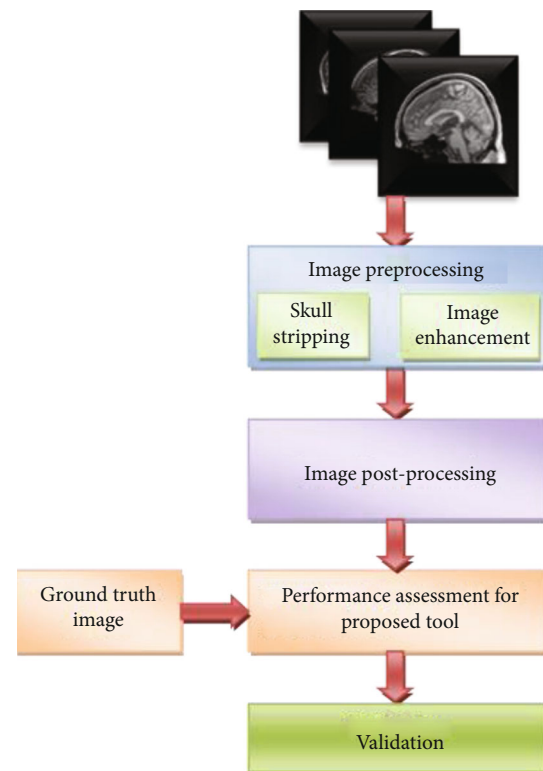 Image preprocessing
Skull
stripping
Image
enhancement
Image post-processing
Ground truth
image
Performance assessment for
proposed tool
Validation